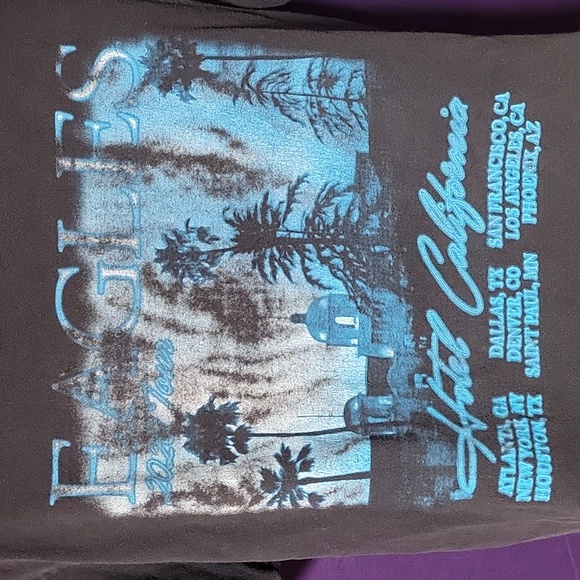 EAGLES
Tour
Hotel California
ATLANTA, GA DALLAS, TX SAN FRANCISCO, CA
NEW YORK, NY DENVER, CO LOS ANGELES, CA
HOUSTON, TX SAINT PAUL, MN PHOENIX, AZ